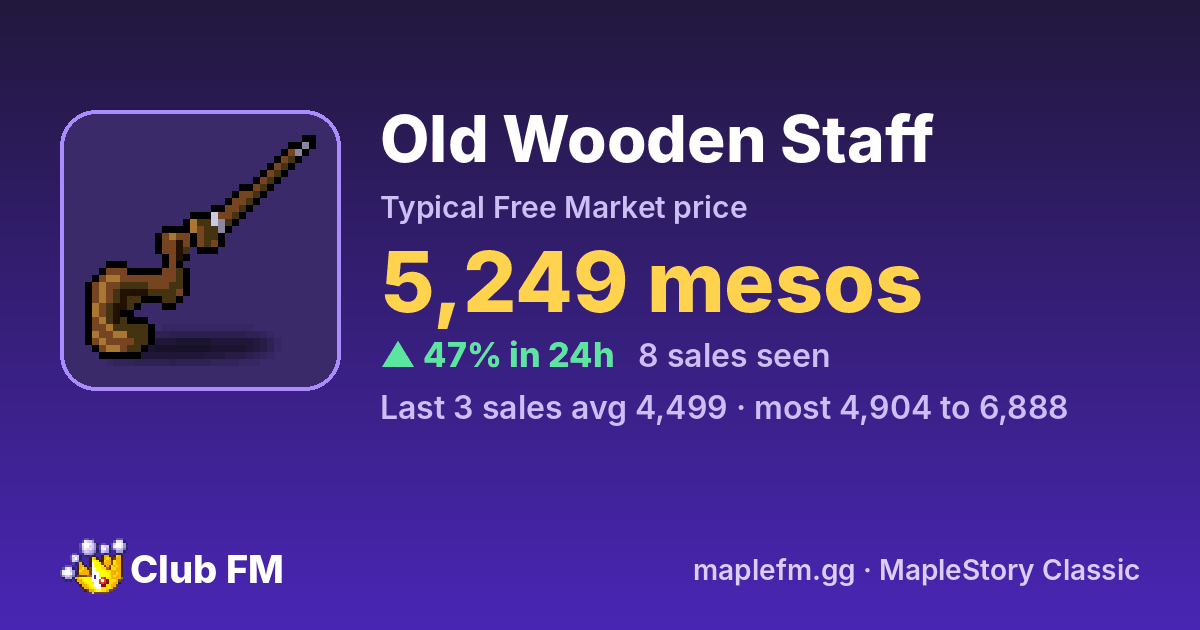 Old Wooden Staff
Typical Free Market price
5,249 mesos
▲ 47% in 24h 8 sales seen
Last 3 sales avg 4,499 · most 4,904 to 6,888
Club FM
maplefm.gg · MapleStory Classic